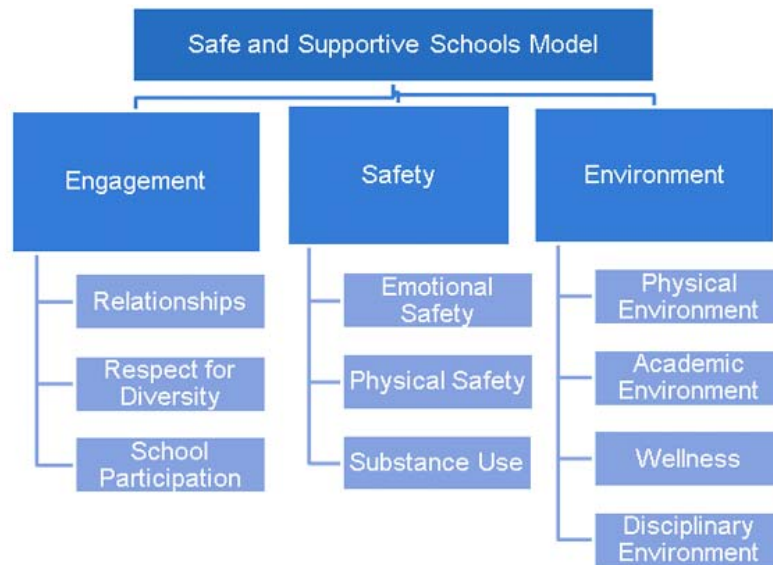 Safe and Supportive Schools Model
Engagement
Relationships
Respect for
Diversity
School
Participation
Safety
Emotional
Safety
Physical Safety
Substance Use
Environment
Physical
Environment
Academic
Environment
Wellness
Disciplinary
Environment